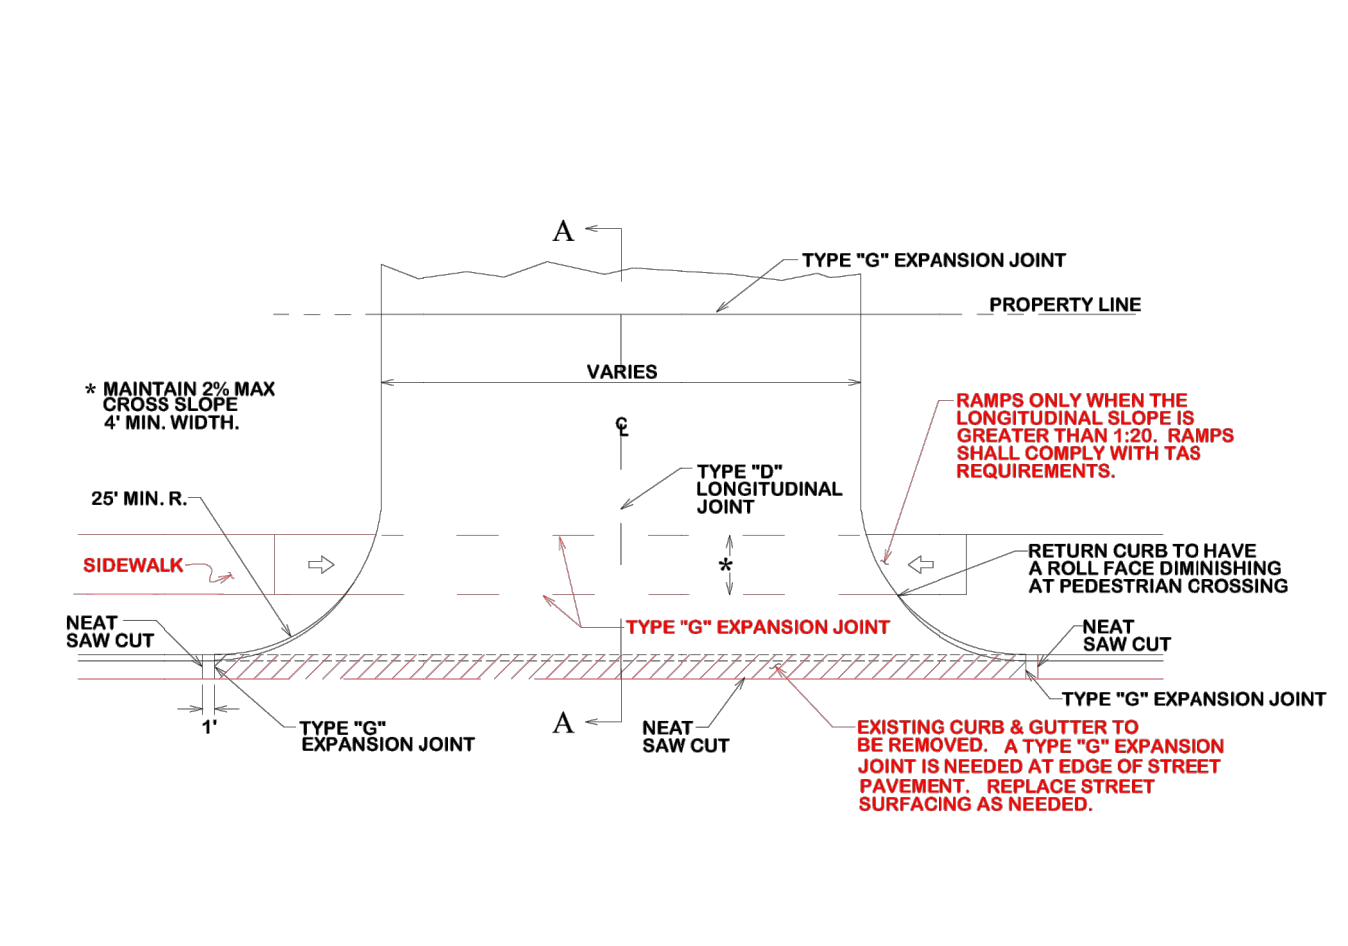 A
TYPE "G" EXPANSION JOINT
PROPERTY LINE
VARIES
* MAINTAIN 2% MAX
CROSS SLOPE
4' MIN. WIDTH.
RAMPS ONLY WHEN THE
LONGITUDINAL SLOPE IS
GREATER THAN 1:20. RAMPS
SHALL COMPLY WITH TAS
REQUIREMENTS.
℄
TYPE "D"
LONGITUDINAL
JOINT
25' MIN. R.
SIDEWALK
*
RETURN CURB TO HAVE
A ROLL FACE DIMINISHING
AT PEDESTRIAN CROSSING
NEAT
SAW CUT
TYPE "G" EXPANSION JOINT
NEAT
SAW CUT
TYPE "G" EXPANSION JOINT
1'
TYPE "G"
EXPANSION JOINT
A
NEAT
SAW CUT
EXISTING CURB & GUTTER TO
BE REMOVED. A TYPE "G" EXPANSION
JOINT IS NEEDED AT EDGE OF STREET
PAVEMENT. REPLACE STREET
SURFACING AS NEEDED.